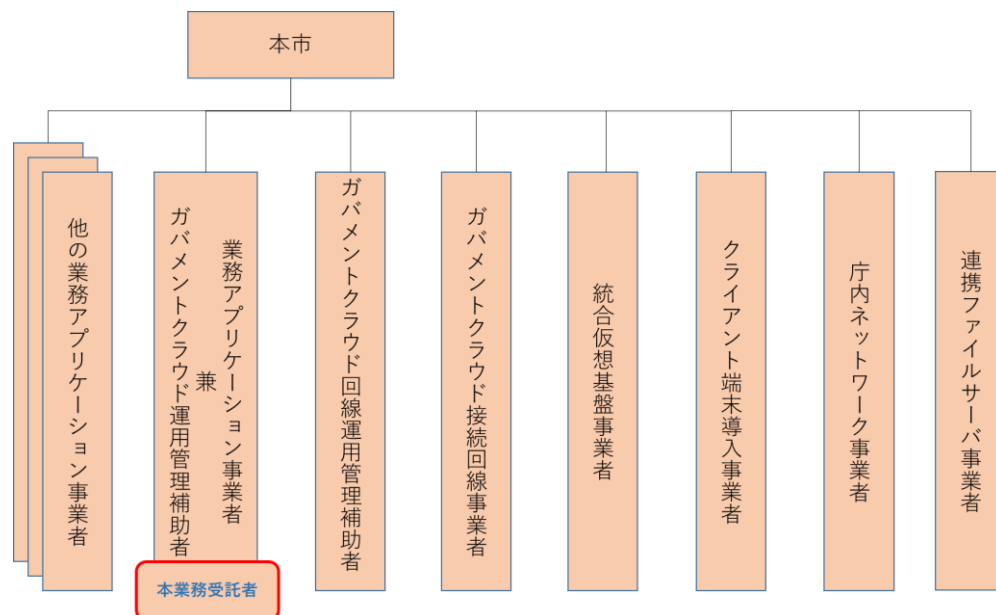 本市
他の業務アプリケーション事業者
業務アプリケーション事業者
兼
ガバメントクラウド運用管理補助者
ガバメントクラウド回線運用管理補助者
ガバメントクラウド接続回線事業者
統合仮想基盤事業者
クライアント端末導入事業者
庁内ネットワーク事業者
連携ファイルサーバ事業者
本業務受託者